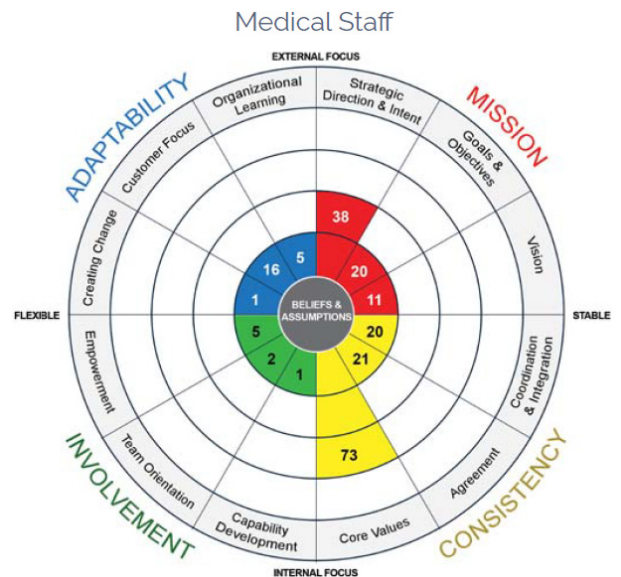 Medical Staff
EXTERNAL FOCUS
ADAPTABILITY
MISSION
Organizational
Learning
Strategic
Direction & Intent
Customer Focus
Goals &
Objectives
Creating Change
Vision
38
5
20
16
11
1
BELIEFS &
ASSUMPTIONS
FLEXIBLE
STABLE
5
20
2
21
1
73
Empowerment
Coordination
& Integration
Team Orientation
Agreement
Capability
Development
Core Values
INVOLVEMENT
CONSISTENCY
INTERNAL FOCUS